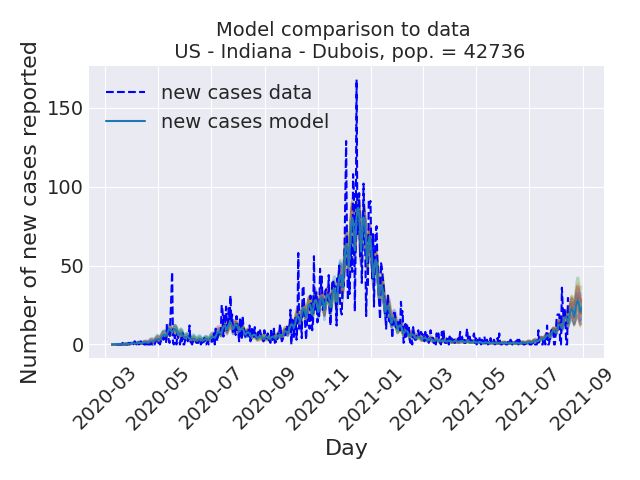 Model comparison to data
US - Indiana - Dubois, pop. = 42736
Number of new cases reported
150
100
50
0
new cases data
new cases model
2020-03
2020-05
2020-07
2020-09
2020-11
2021-01
2021-03
2021-05
2021-07
2021-09
Day